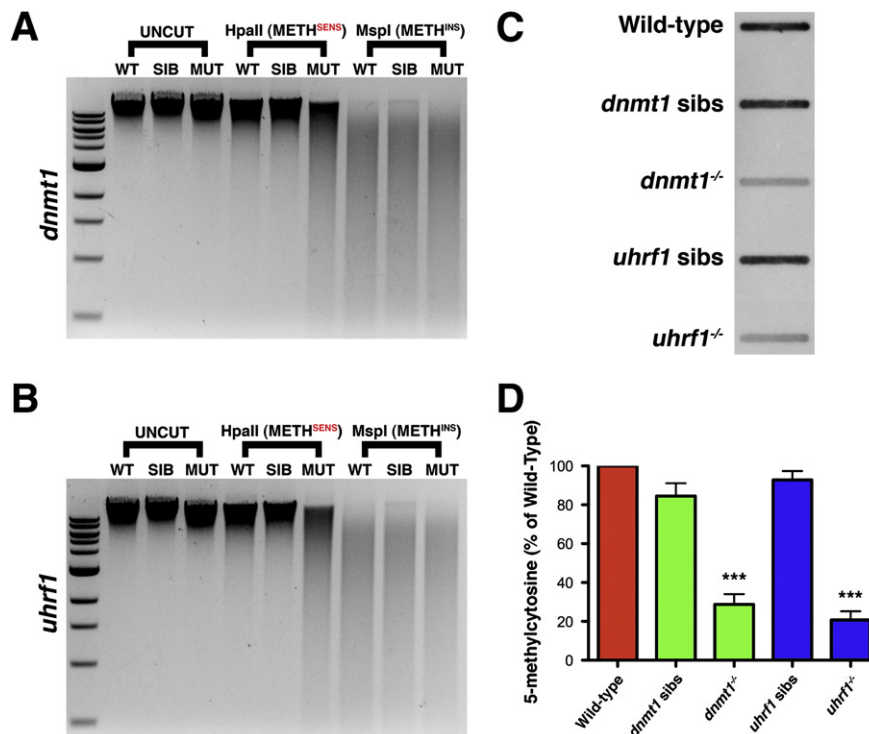 A
UNCUT HpaII (METHSENS) MspI (METHINS)
WT SIB MUT WT SIB MUT WT SIB MUT
dnmt1
B
UNCUT HpaII (METHSENS) MspI (METHINS)
WT SIB MUT WT SIB MUT WT SIB MUT
uhrf1
C
Wild-type
dnmt1 sibs
dnmt1-/-
uhrf1 sibs
uhrf1-/-
D
5-methylcytosine (% of Wild-Type)
100
80
60
40
20
0
***
***
Wild-type
dnmt1 sibs
dnmt1-/-
uhrf1 sibs
uhrf1-/-